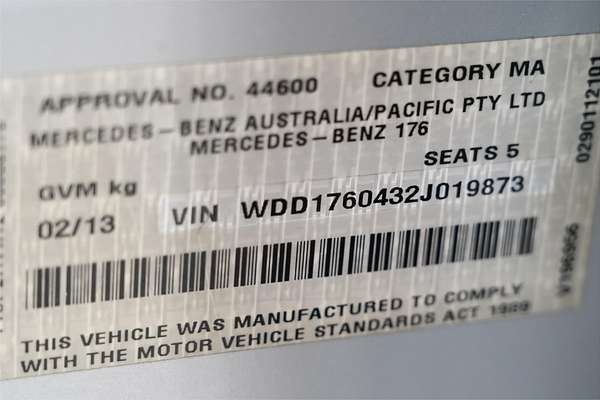 APPROVAL NO. 44600 CATEGORY MA
MERCEDES-BENZ AUSTRALIA/PACIFIC PTY LTD
MERCEDES-BENZ 176
SEATS 5
GVM kg
02/13 VIN WDD1760432J019873
THIS VEHICLE WAS MANUFACTURED TO COMPLY
WITH THE MOTOR VEHICLE STANDARDS ACT 1989
0290112101